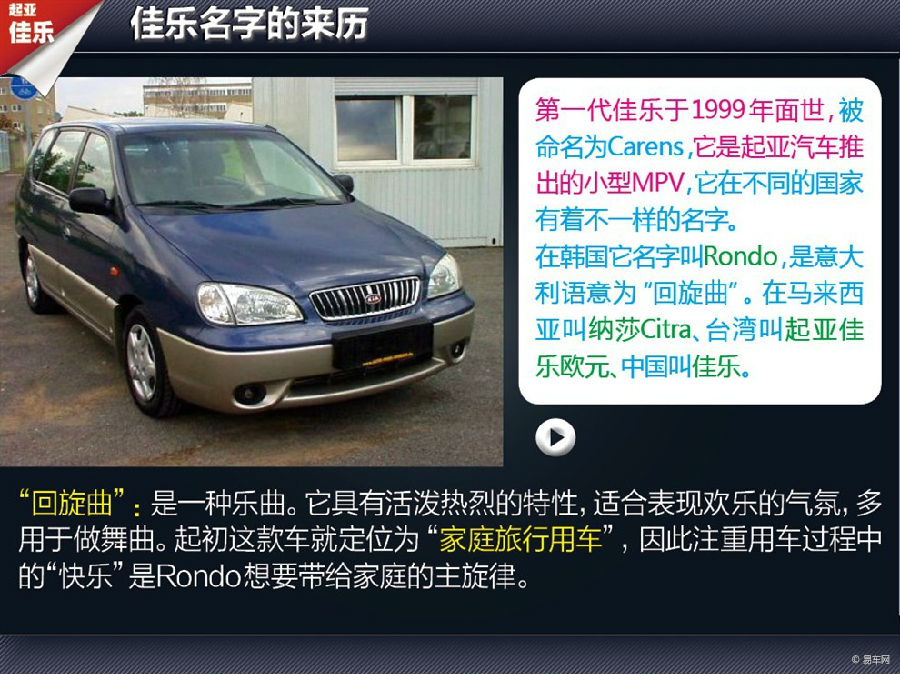 起亚
佳乐
佳乐名字的来历
第一代佳乐于1999年面世,被
命名为Carens,它是起亚汽车推
出的小型MPV,它在不同的国家
有着不一样的名字。
在韩国它名字叫Rondo,是意大
利语意为“回旋曲”。在马来西
亚叫纳莎Citra、台湾叫起亚佳
乐欧元、中国叫佳乐。
KIA
“回旋曲”:是一种乐曲。它具有活泼热烈的特性,适合表现欢乐的气氛,多
用于做舞曲。起初这款车就定位为“家庭旅行用车”,因此注重用车过程中
的“快乐”是Rondo想要带给家庭的主旋律。
© 易车网